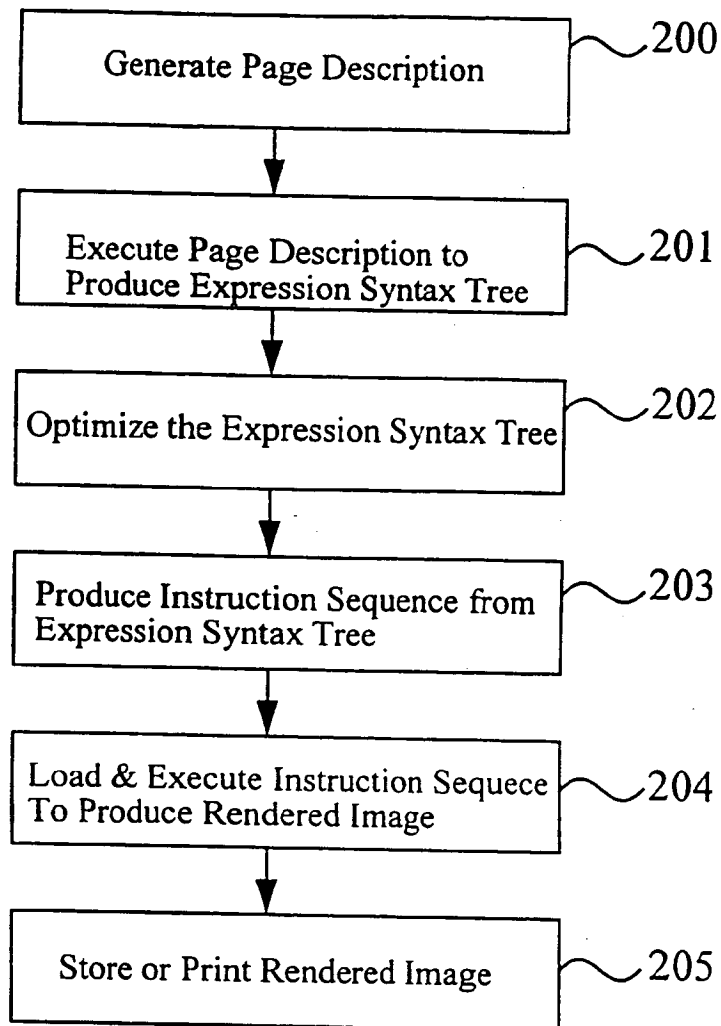 Generate Page Description
200
Execute Page Description to
Produce Expression Syntax Tree
201
Optimize the Expression Syntax Tree
202
Produce Instruction Sequence from
Expression Syntax Tree
203
Load & Execute Instruction Sequece
To Produce Rendered Image
204
Store or Print Rendered Image
205